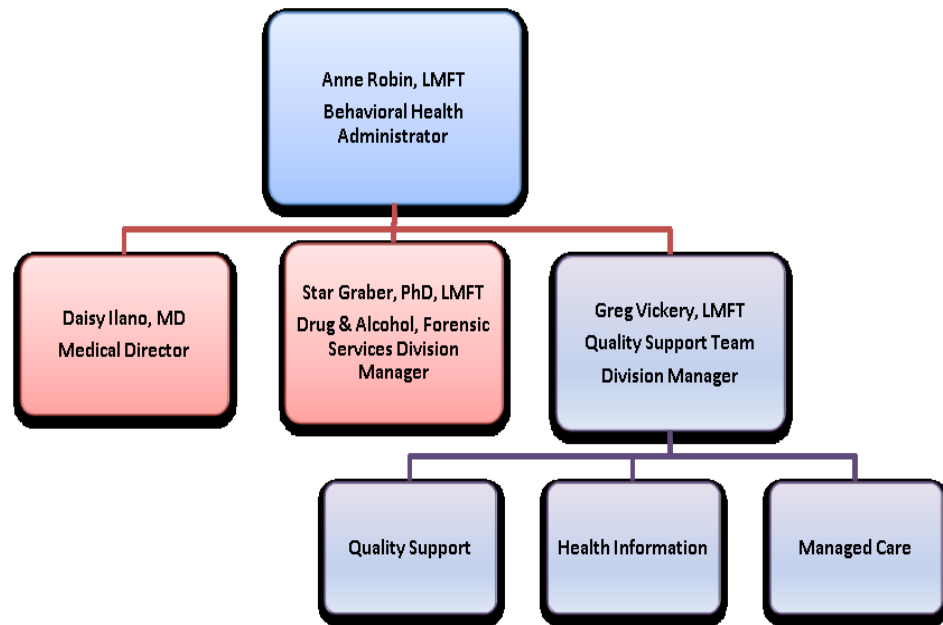 Anne Robin, LMFT
Behavioral Health
Administrator
Daisy Ilano, MD
Medical Director
Star Graber, PhD, LMFT
Drug & Alcohol, Forensic
Services Division
Manager
Greg Vickery, LMFT
Quality Support Team
Division Manager
Quality Support
Health Information
Managed Care